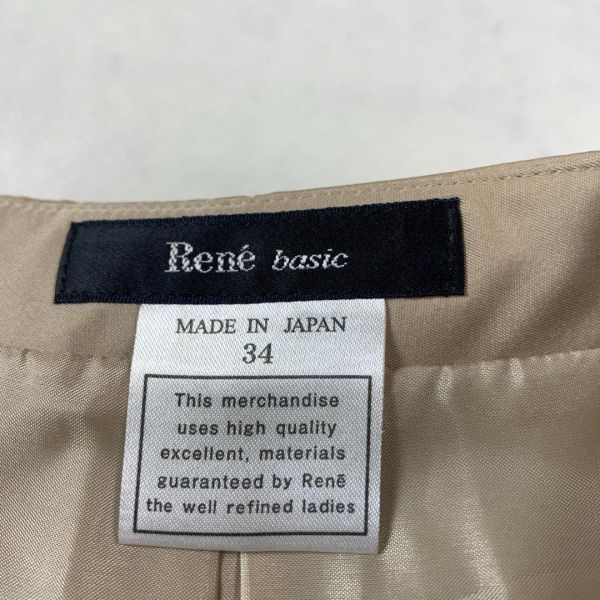 René basic
MADE IN JAPAN
34
This merchandise
uses high quality
excellent, materials
guaranteed by Renē
the well refined ladies